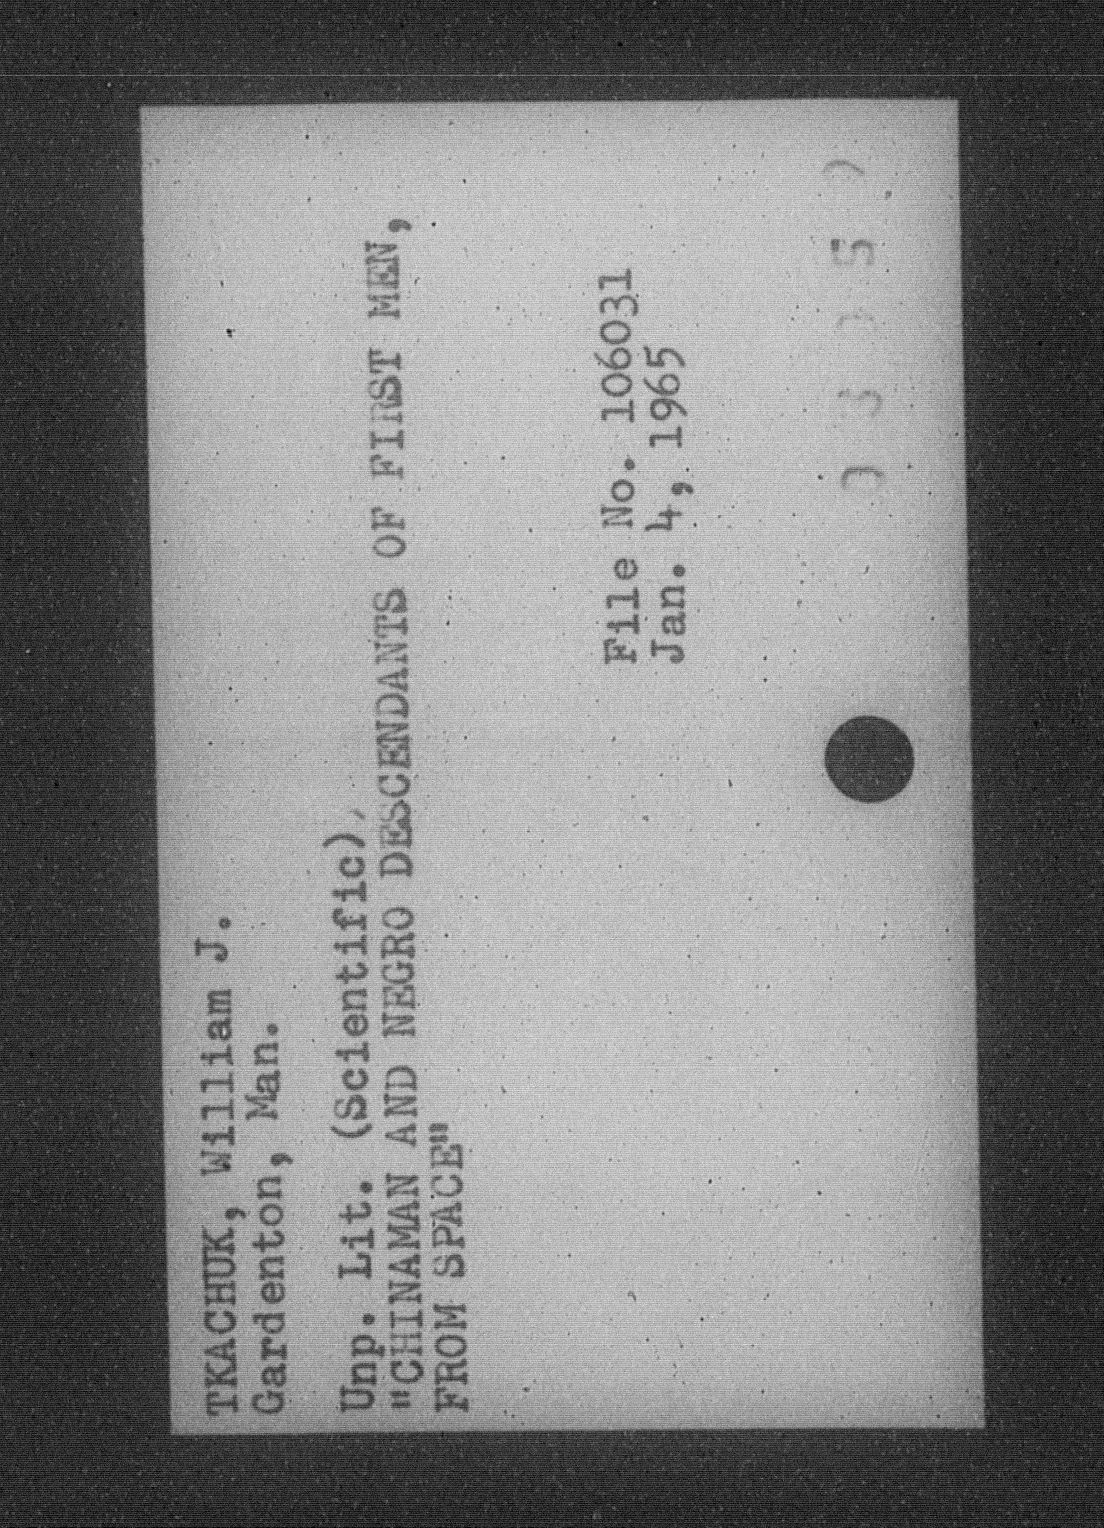 TKACHUK, William J.
Gardenton, Man.
Unp. Lit. (Scientific),
"CHINAMAN AND NEGRO DESCENDANTS OF FIRST MEN,
FROM SPACE"
File No. 106031
Jan. 4, 1965